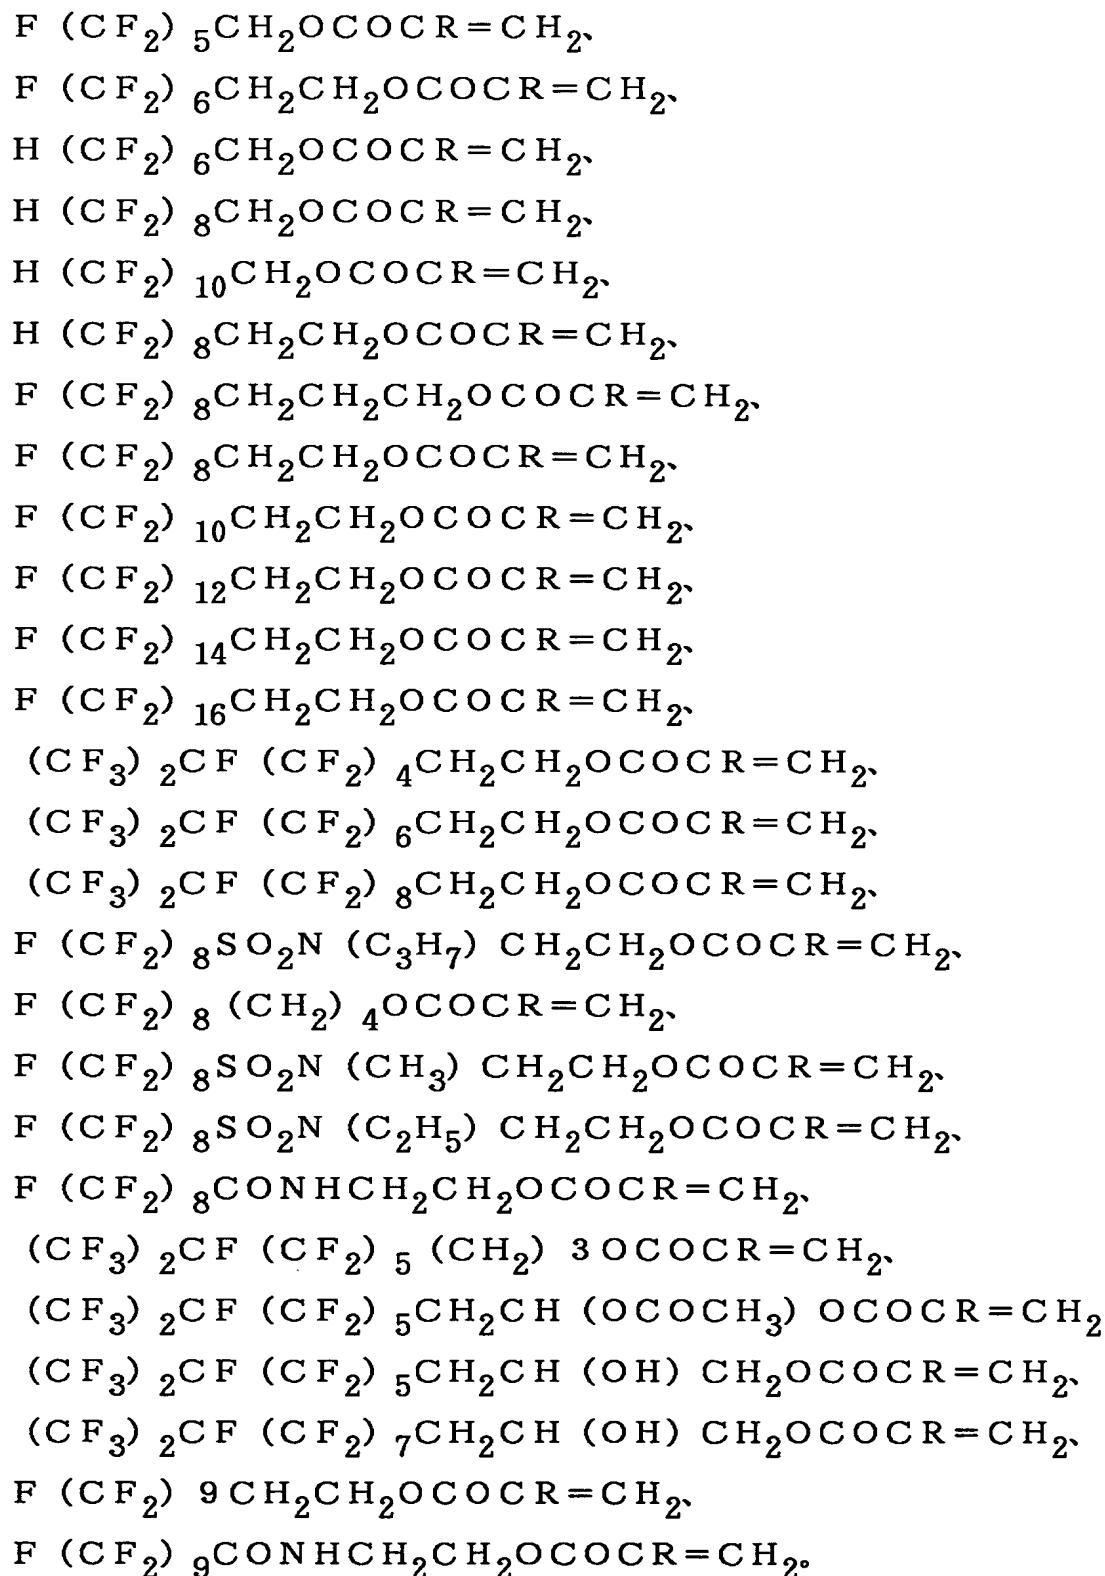 F (CF₂) ₅CH₂OCOCR=CH₂、
F (CF₂) ₆CH₂CH₂OCOCR=CH₂、
H (CF₂) ₆CH₂OCOCR=CH₂、
H (CF₂) ₈CH₂OCOCR=CH₂、
H (CF₂) ₁₀CH₂OCOCR=CH₂、
H (CF₂) ₈CH₂CH₂OCOCR=CH₂、
F (CF₂) ₈CH₂CH₂CH₂OCOCR=CH₂、
F (CF₂) ₈CH₂CH₂OCOCR=CH₂、
F (CF₂) ₁₀CH₂CH₂OCOCR=CH₂、
F (CF₂) ₁₂CH₂CH₂OCOCR=CH₂、
F (CF₂) ₁₄CH₂CH₂OCOCR=CH₂、
F (CF₂) ₁₆CH₂CH₂OCOCR=CH₂、
(CF₃) ₂CF (CF₂) ₄CH₂CH₂OCOCR=CH₂、
(CF₃) ₂CF (CF₂) ₆CH₂CH₂OCOCR=CH₂、
(CF₃) ₂CF (CF₂) ₈CH₂CH₂OCOCR=CH₂、
F (CF₂) ₈SO₂N (C₃H₇) CH₂CH₂OCOCR=CH₂、
F (CF₂) ₈ (CH₂) ₄OCOCR=CH₂、
F (CF₂) ₈SO₂N (CH₃) CH₂CH₂OCOCR=CH₂、
F (CF₂) ₈SO₂N (C₂H₅) CH₂CH₂OCOCR=CH₂、
F (CF₂) ₈CONHCH₂CH₂OCOCR=CH₂、
(CF₃) ₂CF (CF₂) ₅ (CH₂) 3OCOCR=CH₂、
(CF₃) ₂CF (CF₂) ₅CH₂CH (OCOCH₃) OCOCR=CH₂
(CF₃) ₂CF (CF₂) ₅CH₂CH (OH) CH₂OCOCR=CH₂、
(CF₃) ₂CF (CF₂) ₇CH₂CH (OH) CH₂OCOCR=CH₂、
F (CF₂) 9CH₂CH₂OCOCR=CH₂、
F (CF₂) ₉CONHCH₂CH₂OCOCR=CH₂。